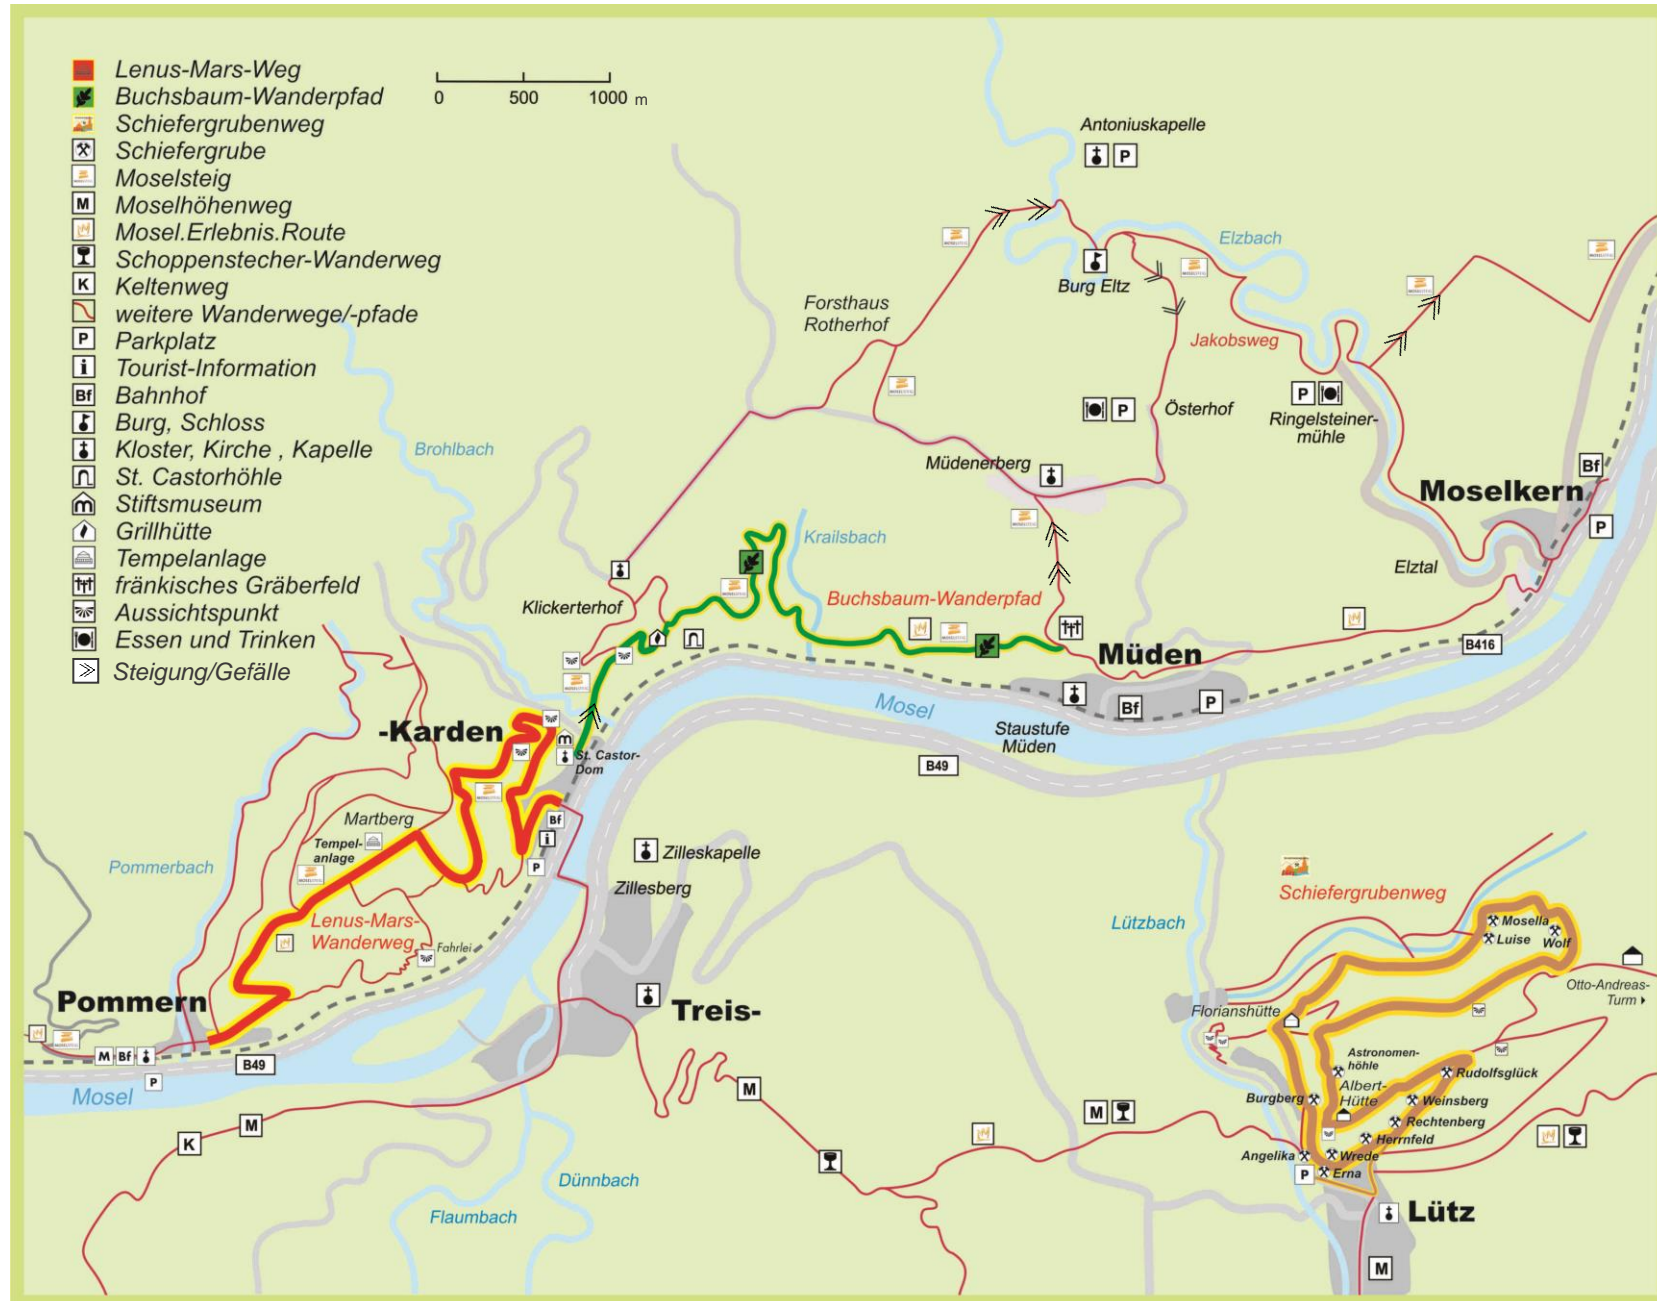 Lenus-Mars-Weg
Buchsbaum-Wanderpfad
Schiefergrubenweg
Schiefergrube
Moselsteig
M Moselhöhenweg
Mosel.Erlebnis.Route
Schoppenstecher-Wanderweg
K Keltenweg
weitere Wanderwege/-pfade
P Parkplatz
i Tourist-Information
Bf Bahnhof
Burg, Schloss
Kloster, Kirche , Kapelle
St. Castorhöhle
Stiftsmuseum
Grillhütte
Tempelanlage
fränkisches Gräberfeld
Aussichtspunkt
Essen und Trinken
Steigung/Gefälle
0 500 1000 m
Antoniuskapelle
P
Elzbach
Burg Eltz
Forsthaus
Rotherhof
Jakobsweg
P
Ringelsteiner-
mühle
P
Österhof
Brohlbach
Müdenerberg
Bf
Moselkern
P
Krailsbach
Elztal
Klickerterhof
Buchsbaum-Wanderpfad
B416
Müden
Mosel
Bf
P
Staustufe
Müden
B49
-Karden
St. Castor-
Dom
Martberg
Bf
i
P
Tempel-
anlage
Pommerbach
Zilleskapelle
Zillesberg
Lenus-Mars-
Wanderweg
Fahrlei
Schiefergrubenweg
Lützbach
Mosella
Luise
Wolf
Otto-Andreas-
Turm
Pommern
Treis-
Florianshütte
M Bf
B49
P
Mosel
Astronomen-
höhle
Albert-
Hütte
Rudolfsglück
Burgberg
Weinsberg
Rechtenberg
Herrnfeld
Angelika
Wrede
Erna
P
M
M
M
K
Dünnbach
Flaumbach
Lütz
M